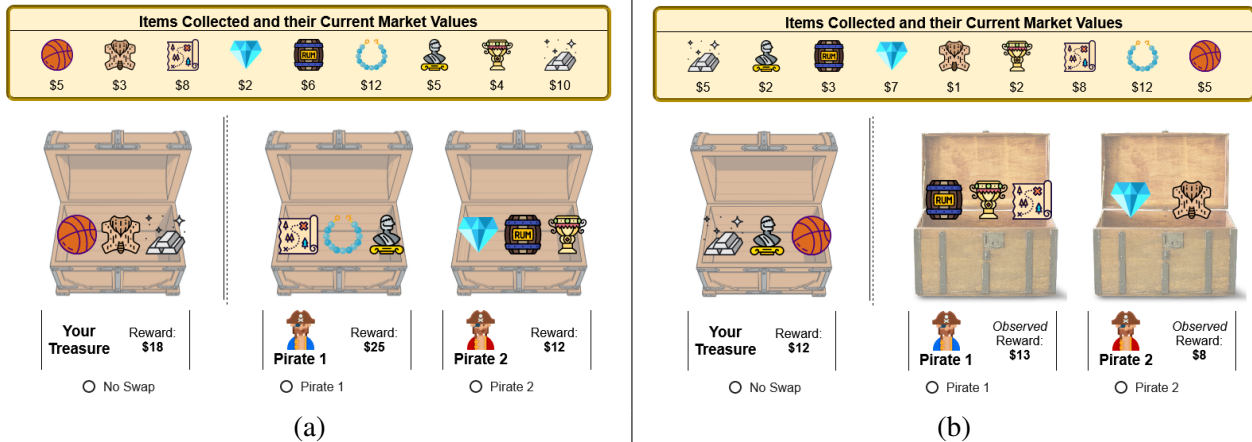 Items Collected and their Current Market Values
$5 $3 $8 $2 $6 $12 $5 $4 $10
RUM
RUM
Your
Treasure
Reward:
$18
Pirate 1
Reward:
$25
Pirate 2
Reward:
$12
No Swap
Pirate 1
Pirate 2
(a)
Items Collected and their Current Market Values
$5 $2 $3 $7 $1 $2 $8 $12 $5
RUM
RUM
Your
Treasure
Reward:
$12
Pirate 1
Observed
Reward:
$13
Pirate 2
Observed
Reward:
$8
No Swap
Pirate 1
Pirate 2
(b)